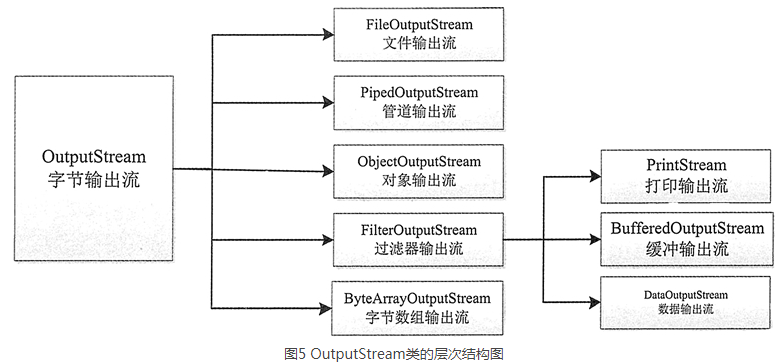 OutputStream
字节输出流
FileOutputStream
文件输出流
PipedOutputStream
管道输出流
ObjectOutputStream
对象输出流
FilterOutputStream
过滤器输出流
ByteArrayOutputStream
字节数组输出流
PrintStream
打印输出流
BufferedOutputStream
缓冲输出流
DataOutputStream
数据输出流
图5 OutputStream类的层次结构图